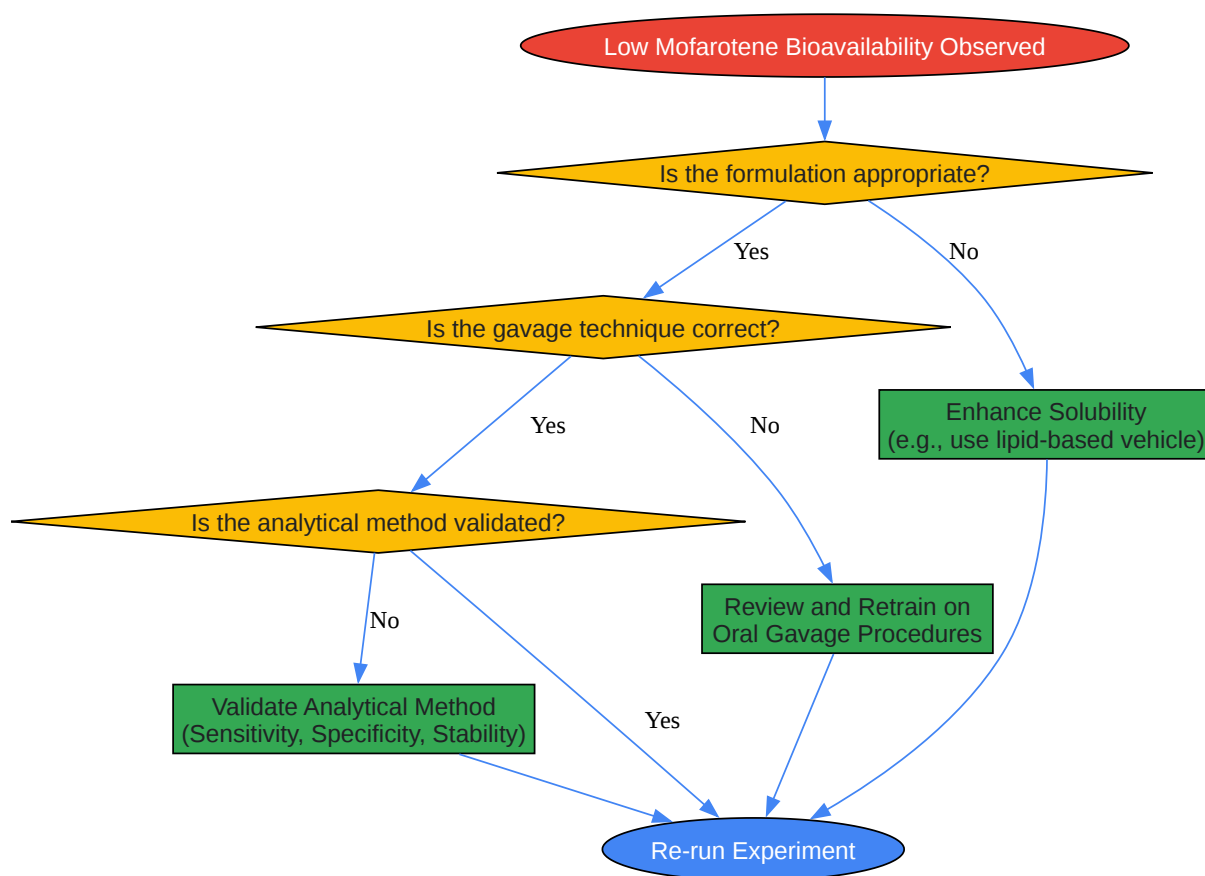 Low Mofarotene Bioavailability Observed
Is the formulation appropriate?
Yes
No
Is the gavage technique correct?
Enhance Solubility
(e.g., use lipid-based vehicle)
Yes
No
Is the analytical method validated?
Review and Retrain on
Oral Gavage Procedures
No
Validate Analytical Method
(Sensitivity, Specificity, Stability)
Yes
Re-run Experiment